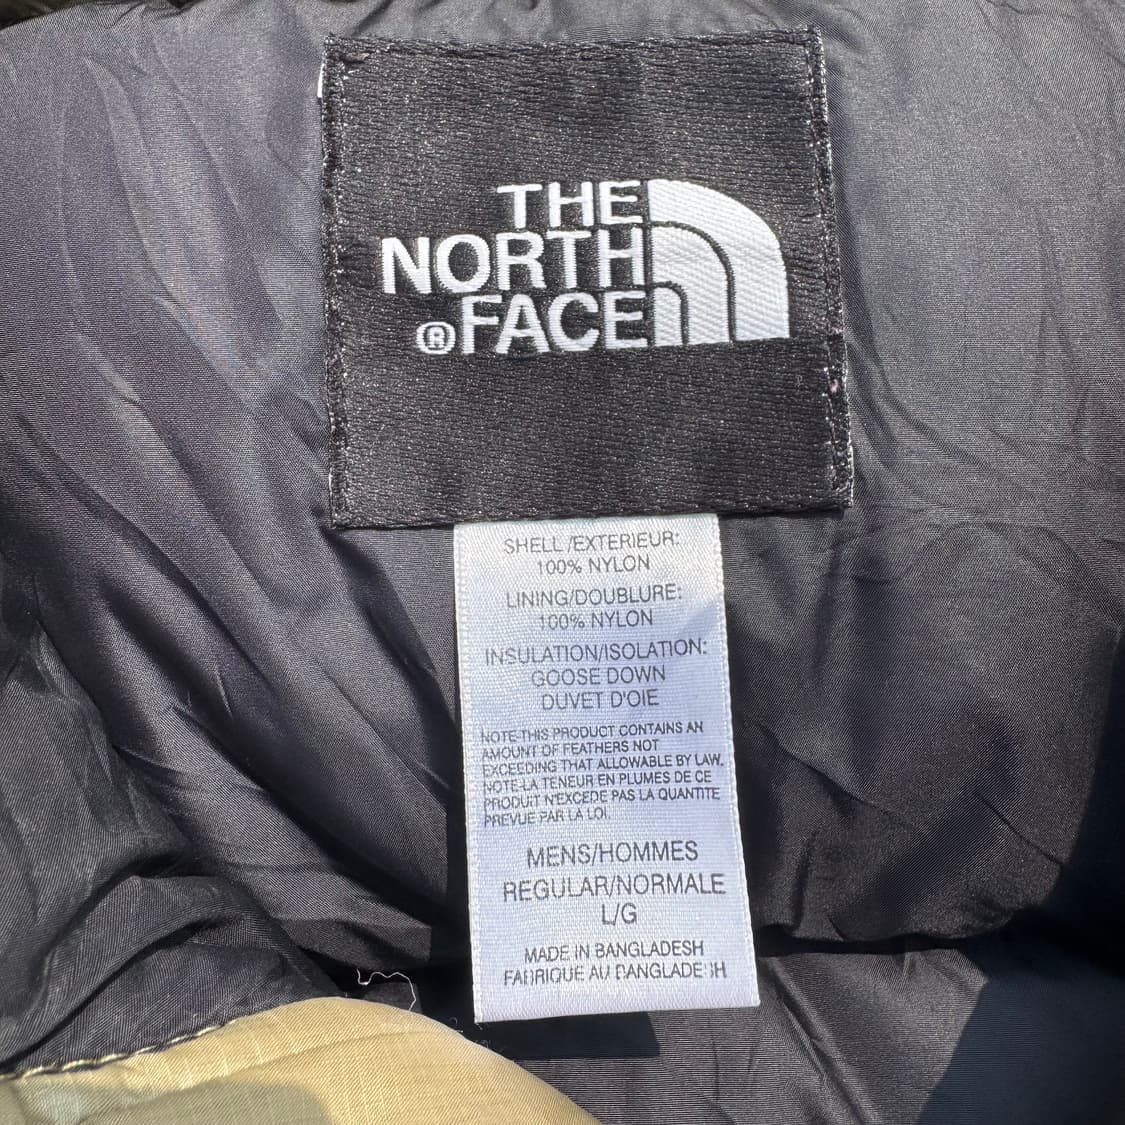 THE
NORTH
®FACE
SHELL/EXTERIEUR:
100% NYLON
LINING/DOUBLURE:
100% NYLON
INSULATION/ISOLATION:
GOOSE DOWN
DUVET D'OIE
NOTE-THIS PRODUCT CONTAINS AN
AMOUNT OF FEATHERS NOT
EXCEEDING THAT ALLOWABLE BY LAW.
NOTE-LA TENEUR EN PLUMES DE CE
PRODUIT N'EXCEDE PAS LA QUANTITE
PREVUE PAR LA LOI.
MENS/HOMMES
REGULAR/NORMALE
L/G
MADE IN BANGLADESH
FABRIQUE AU BANGLADESH